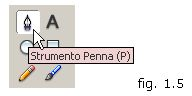 A
Strumento Penna (P)
fig. 1.5